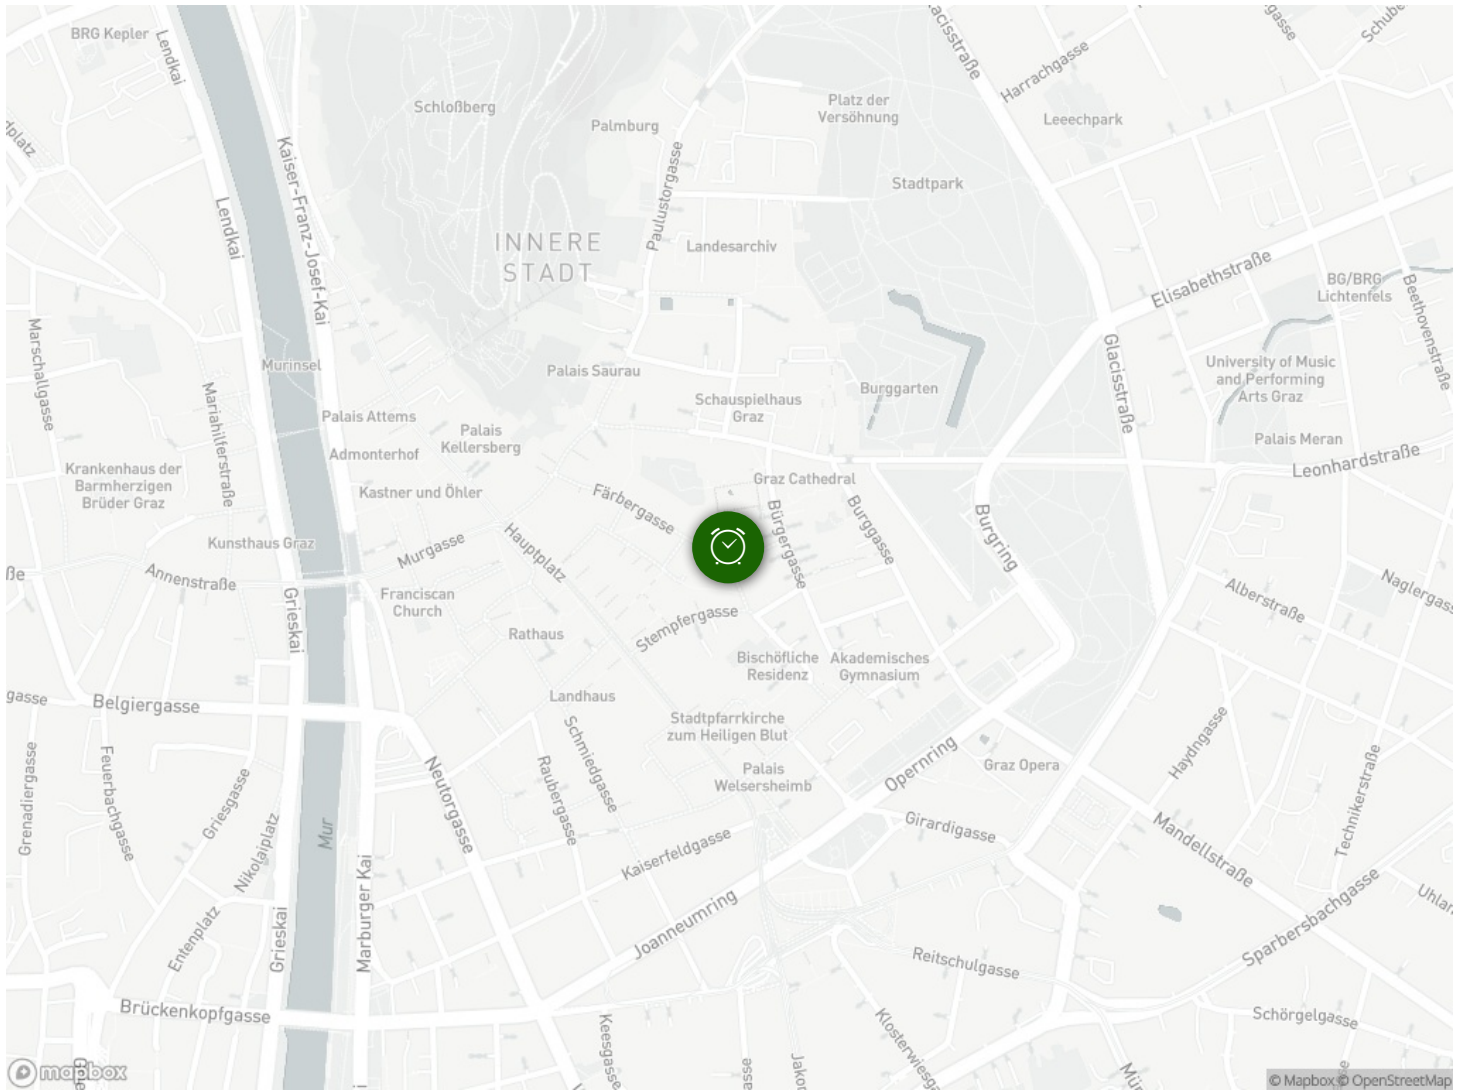 BRG Kepler
Lendkai
Glacisstraße
Harrachgasse
Schloßberg
Palmburg
Platz der
Versöhnung
Leeechpark
Kaiser-Franz-Josef-Kai
Paulustorgasse
Stadtpark
Lendkai
INNERE
STADT
Landesarchiv
Elisabethstraße
BG/BRG
Lichtenfels
Beethovenstraße
Marschallgasse
Murinsel
Mariahilferstraße
Palais Saurau
Burggarten
Glacisstraße
University of Music
and Performing
Arts Graz
Schauspielhaus
Graz
Palais Attems
Palais
Kellersberg
Admonterhof
Palais Meran
Leonhardstraße
Krankenhaus der
Barmherzigen
Brüder Graz
Kastner und Öhler
Färbergasse
Graz Cathedral
Bürgergasse
Burggasse
Burgring
Kunsthaus Graz
Murgasse
Hauptplatz
Annenstraße
Grieskai
Franciscan
Church
Alberstraße
Naglergass
Rathaus
Stempfergasse
Bischöfliche
Residenz
Akademisches
Gymnasium
Landhaus
gasse
Belgiergasse
Stadtpfarrkirche
zum Heiligen Blut
Schmiedgasse
Haydngasse
Feuerbachgasse
Grenadiergasse
Griesgasse
Neutorgasse
Raubergasse
Palais
Welsersheimb
Opernring
Graz Opera
Technikerstraße
Mur
Nikolaiplatz
Kaiserfeldgasse
Girardigasse
Mandellstraße
Marburger Kai
Entenplatz
Grieskai
Joanneumring
Reitschulgasse
Sparbersbachgasse
Uhlan
Brückenkopfgasse
Keesgasse
Klosterwiesg
Schörgelgasse
mapbox
© Mapbox © OpenStreetMap